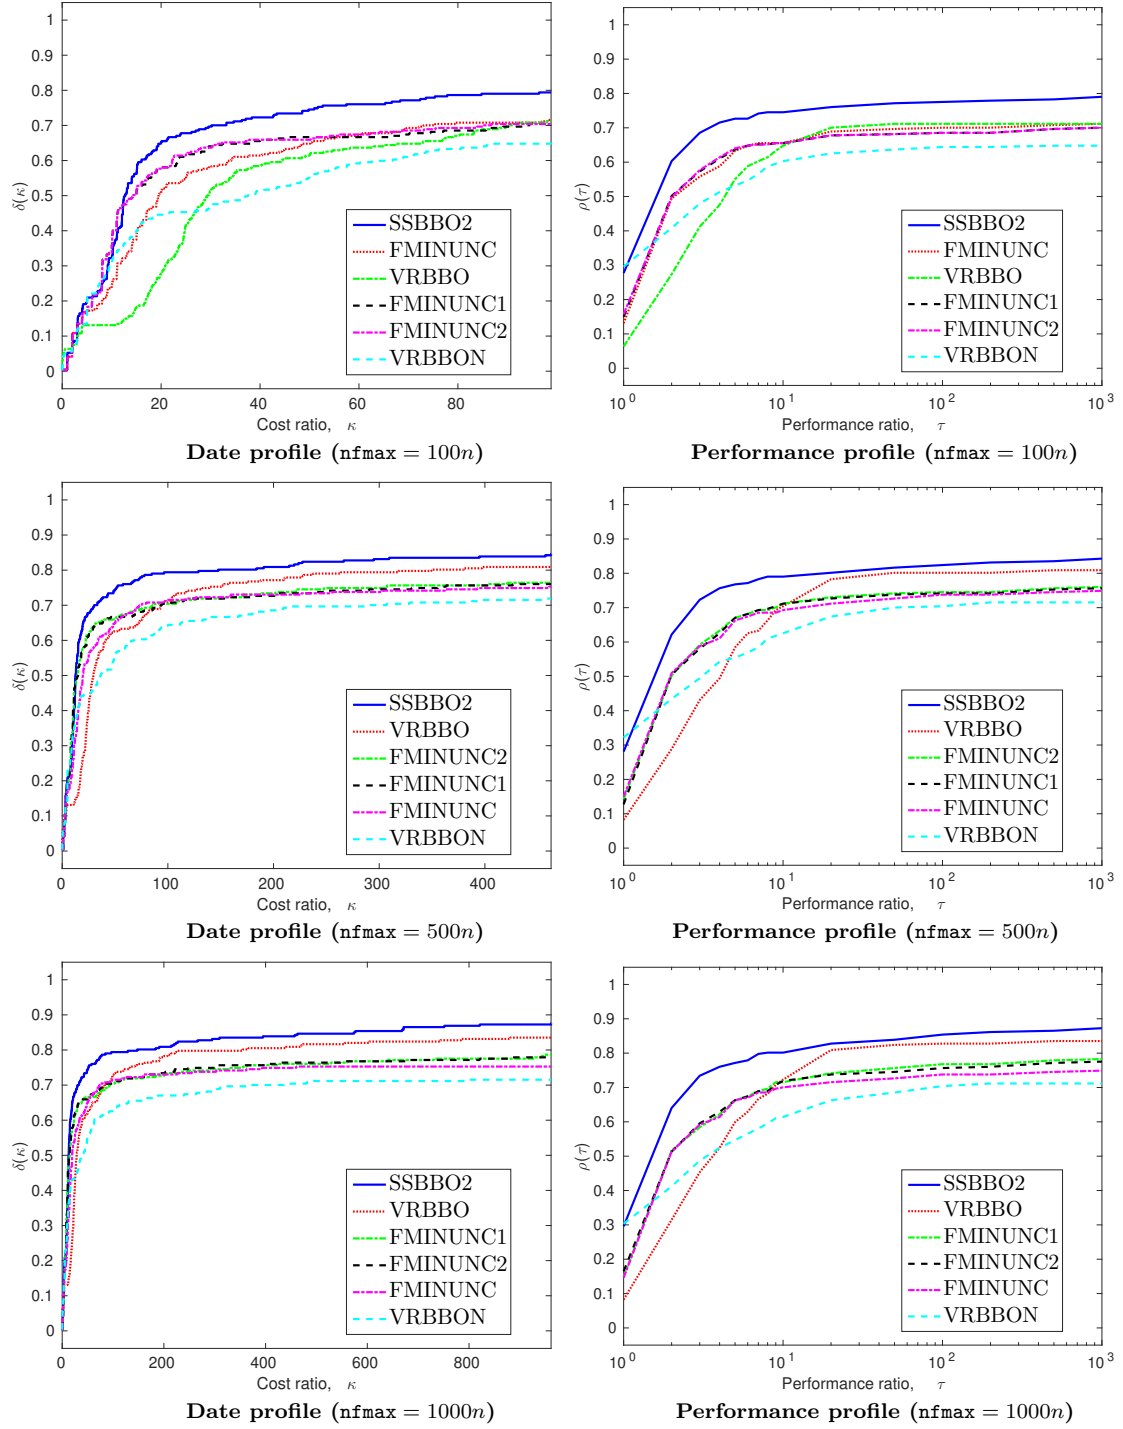 1
0.9
0.8
0.7
0.6
0.5
0.4
0.3
0.2
0.1
0
δ(κ)
0 20 40 60 80
Cost ratio, κ
SSBBO2
FMINUNC
VRBBO
FMINUNC1
FMINUNC2
VRBBON
Date profile (nfmax = 100n)
1
0.9
0.8
0.7
0.6
0.5
0.4
0.3
0.2
0.1
0
ρ(τ)
10^0 10^1 10^2 10^3
Performance ratio, τ
SSBBO2
FMINUNC
VRBBO
FMINUNC1
FMINUNC2
VRBBON
Performance profile (nfmax = 100n)
1
0.9
0.8
0.7
0.6
0.5
0.4
0.3
0.2
0.1
0
δ(κ)
0 100 200 300 400
Cost ratio, κ
SSBBO2
VRBBO
FMINUNC2
FMINUNC1
FMINUNC
VRBBON
Date profile (nfmax = 500n)
1
0.9
0.8
0.7
0.6
0.5
0.4
0.3
0.2
0.1
0
ρ(τ)
10^0 10^1 10^2 10^3
Performance ratio, τ
SSBBO2
VRBBO
FMINUNC2
FMINUNC1
FMINUNC
VRBBON
Performance profile (nfmax = 500n)
1
0.9
0.8
0.7
0.6
0.5
0.4
0.3
0.2
0.1
0
δ(κ)
0 200 400 600 800
Cost ratio, κ
SSBBO2
VRBBO
FMINUNC1
FMINUNC2
FMINUNC
VRBBON
Date profile (nfmax = 1000n)
1
0.9
0.8
0.7
0.6
0.5
0.4
0.3
0.2
0.1
0
ρ(τ)
10^0 10^1 10^2 10^3
Performance ratio, τ
SSBBO2
VRBBO
FMINUNC1
FMINUNC2
FMINUNC
VRBBON
Performance profile (nfmax = 1000n)